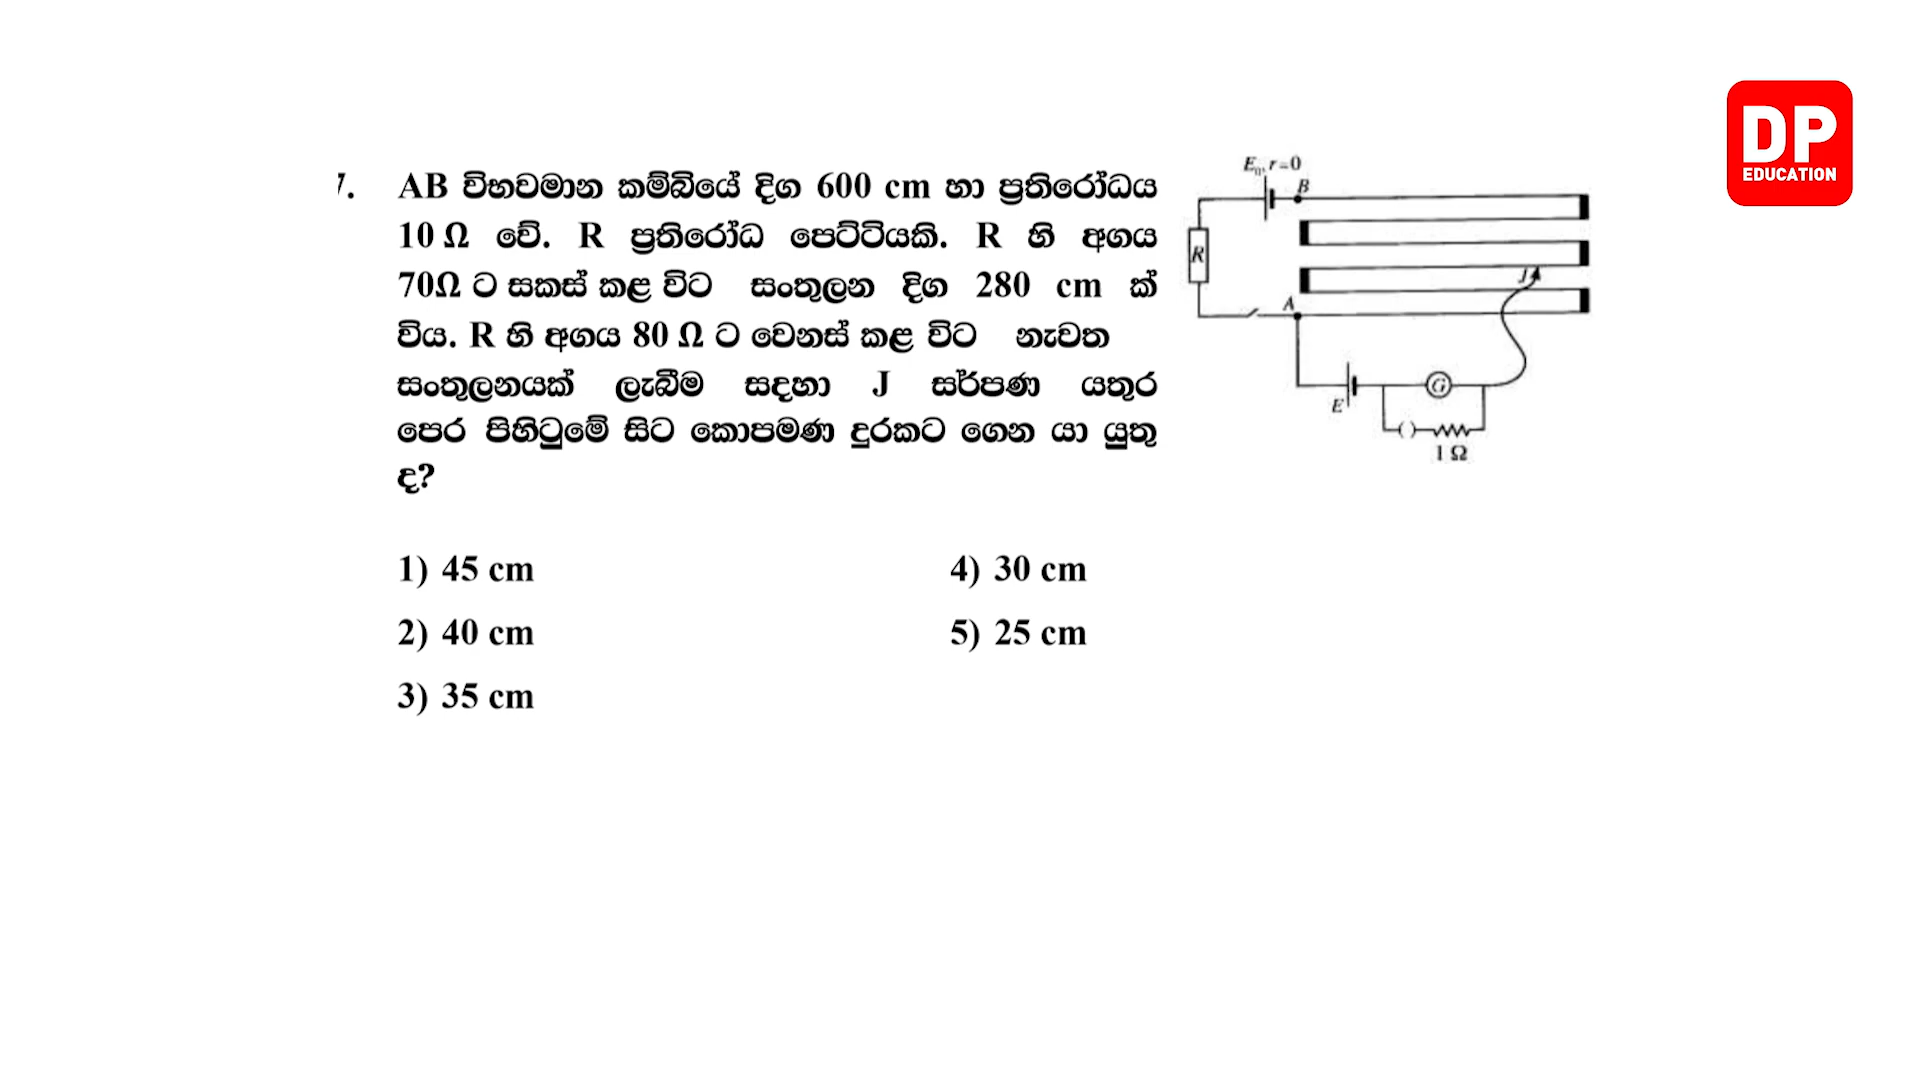 DP
EDUCATION
7. AB විභවමාන කම්බියේ දිග 600 cm හා ප්‍රතිරෝධය
10 Ω වේ. R ප්‍රතිරෝධ පෙට්ටියකි. R හි අගය
70Ω ට සකස් කළ විට සංතුලන දිග 280 cm ක්
විය. R හි අගය 80 Ω ට වෙනස් කළ විට නැවත
සංතුලනයක් ලැබීම සදහා J සර්පණ යතුර
පෙර පිහිටුමේ සිට කොපමණ දුරකට ගෙන යා යුතු
ද?
E₀, r=0
B
R
J
A
G
E
1 Ω
1) 45 cm
2) 40 cm
3) 35 cm
4) 30 cm
5) 25 cm